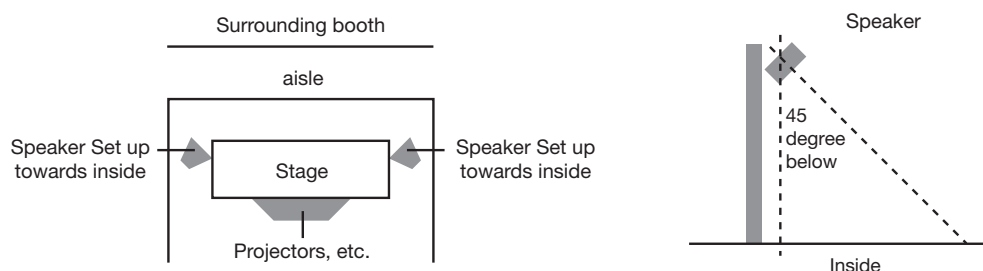 Surrounding booth
aisle
Speaker Set up
towards inside
Stage
Speaker Set up
towards inside
Projectors, etc.
Speaker
45
degree
below
Inside